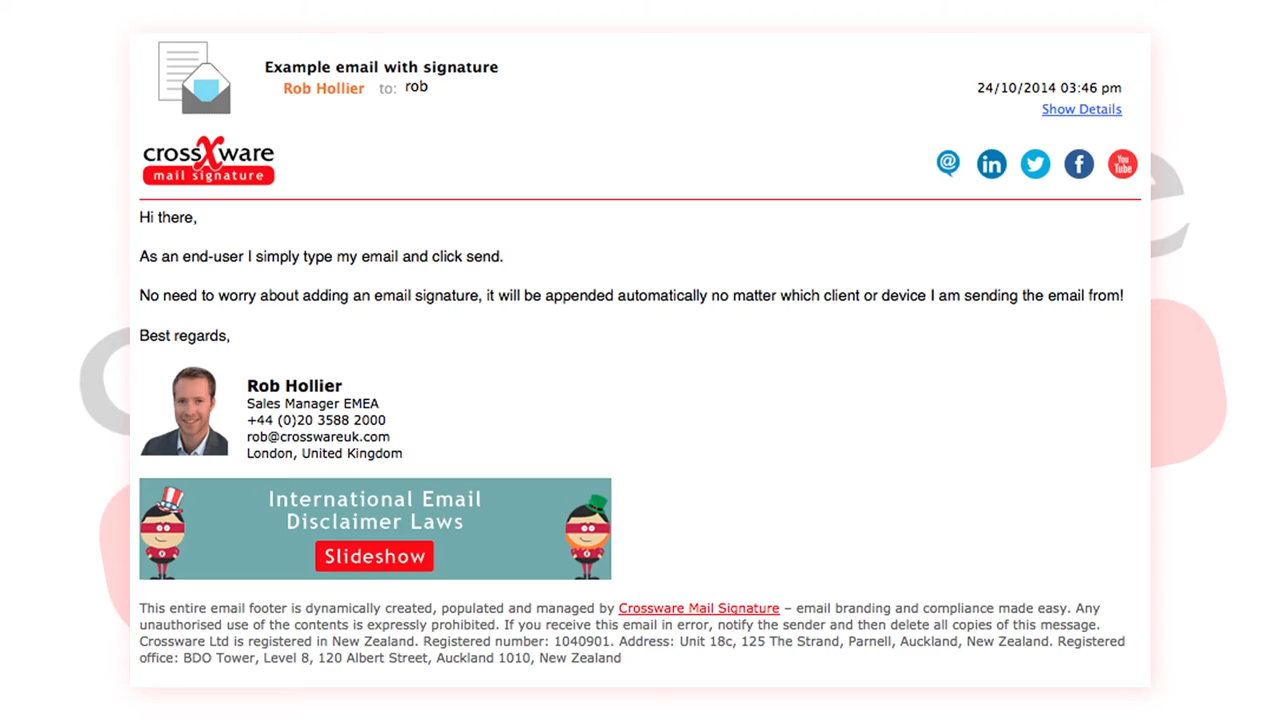 Example email with signature
Rob Hollier to: rob
24/10/2014 03:46 pm
Show Details
crossXware
mail signature
@
in
f
You
Tube
Hi there,
As an end-user I simply type my email and click send.
No need to worry about adding an email signature, it will be appended automatically no matter which client or device I am sending the email from!
Best regards,
Rob Hollier
Sales Manager EMEA
+44 (0)20 3588 2000
rob@crosswareuk.com
London, United Kingdom
International Email
Disclaimer Laws
Slideshow
This entire email footer is dynamically created, populated and managed by Crossware Mail Signature – email branding and compliance made easy. Any
unauthorised use of the contents is expressly prohibited. If you receive this email in error, notify the sender and then delete all copies of this message.
Crossware Ltd is registered in New Zealand. Registered number: 1040901. Address: Unit 18c, 125 The Strand, Parnell, Auckland, New Zealand. Registered
office: BDO Tower, Level 8, 120 Albert Street, Auckland 1010, New Zealand